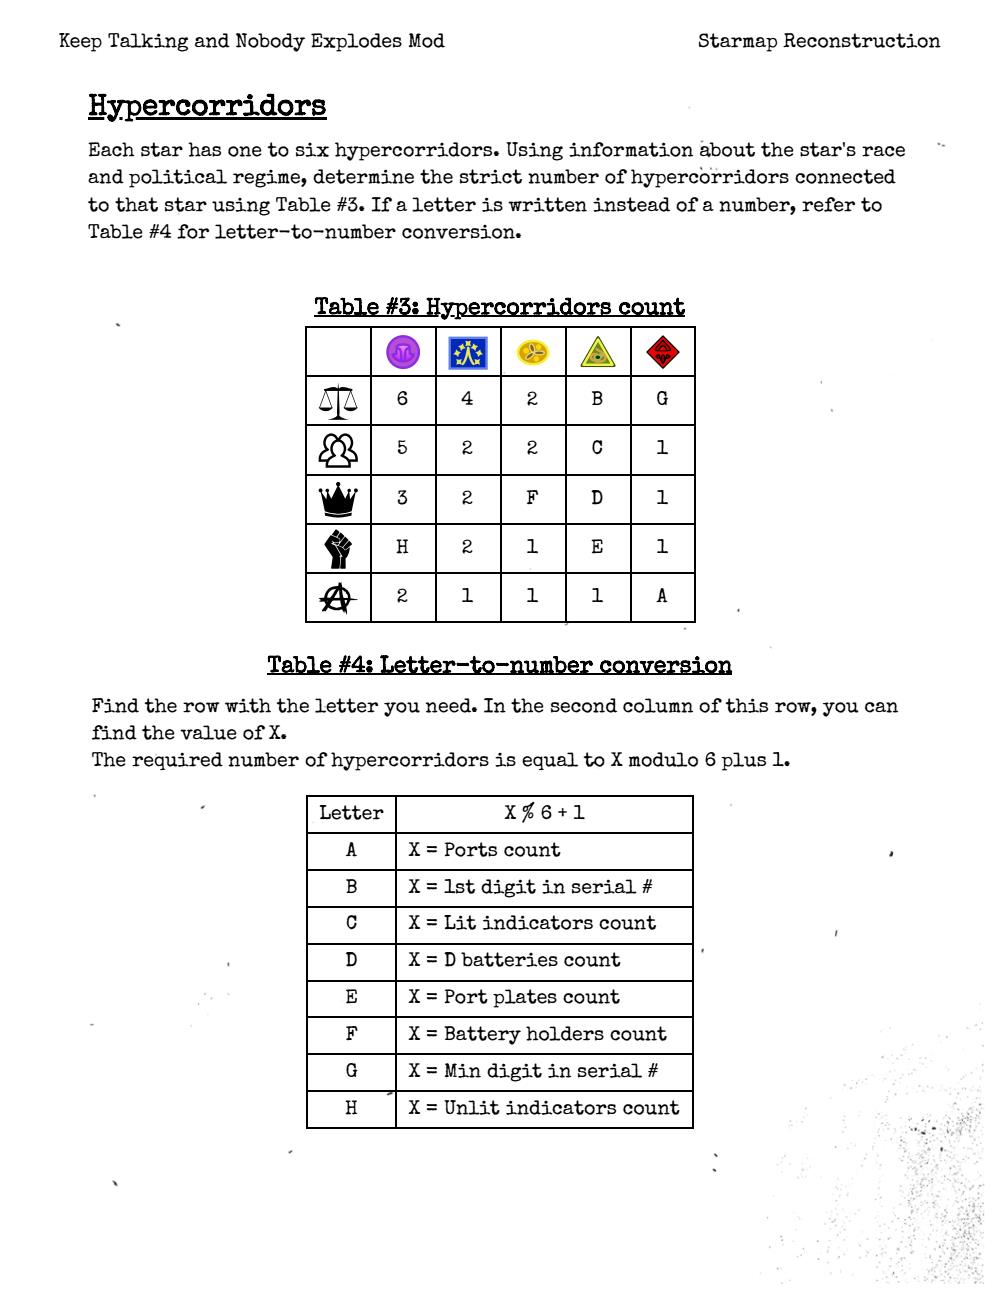 Keep Talking and Nobody Explodes Mod Starmap Reconstruction
Hypercorridors
Each star has one to six hypercorridors. Using information about the star's race
and political regime, determine the strict number of hypercorridors connected
to that star using Table #3. If a letter is written instead of a number, refer to
Table #4 for letter-to-number conversion.
Table #3: Hypercorridors count
6 4 2 B G
5 2 2 C 1
3 2 F D 1
H 2 1 E 1
2 1 1 1 A
Table #4: Letter-to-number conversion
Find the row with the letter you need. In the second column of this row, you can
find the value of X.
The required number of hypercorridors is equal to X modulo 6 plus 1.
Letter X % 6 + 1
A X = Ports count
B X = 1st digit in serial #
C X = Lit indicators count
D X = D batteries count
E X = Port plates count
F X = Battery holders count
G X = Min digit in serial #
H X = Unlit indicators count